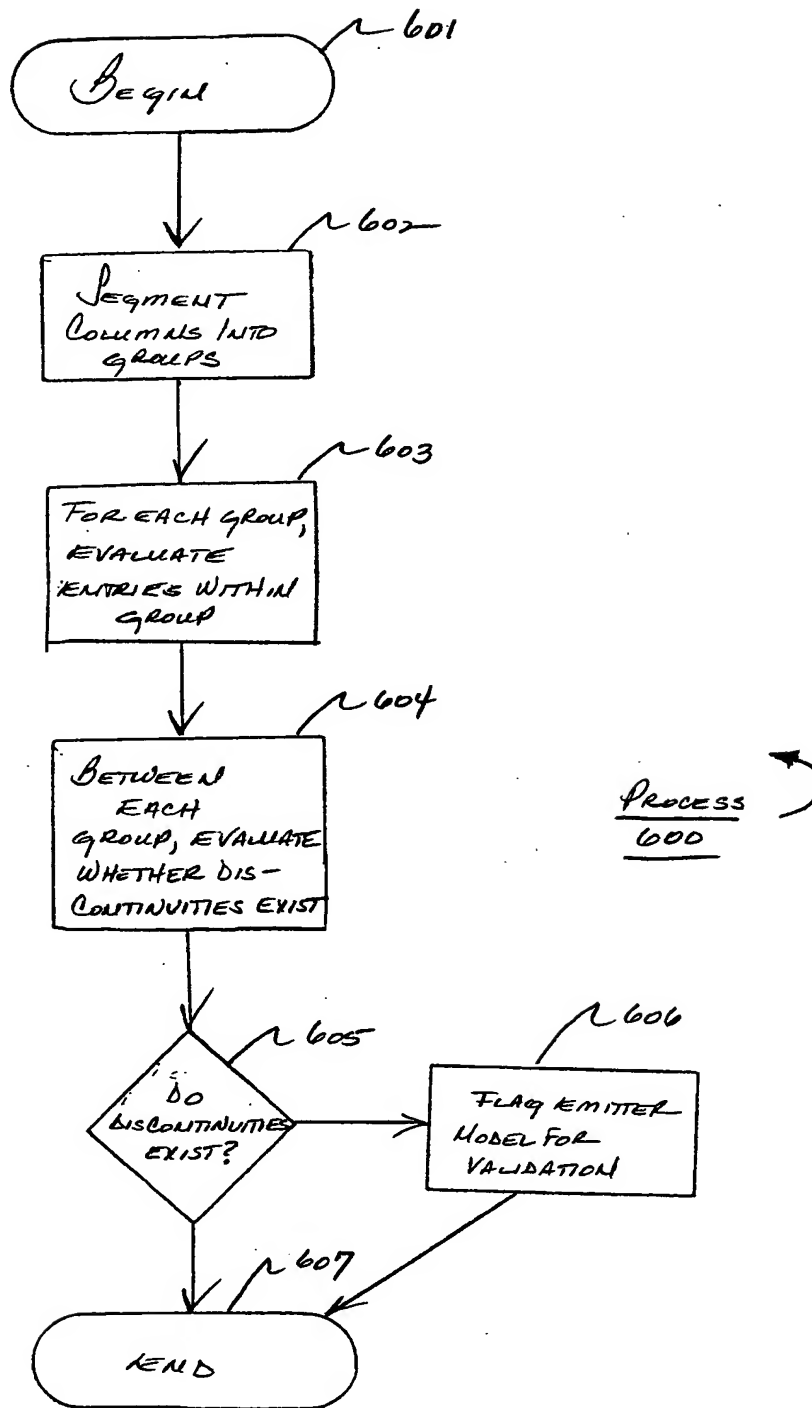 601
BEGIN
602
SEGMENT
COLUMNS INTO
GROUPS
603
FOR EACH GROUP,
EVALUATE
ENTRIES WITHIN
GROUP
604
BETWEEN
EACH
GROUP, EVALUATE
WHETHER DIS-
CONTINUITIES EXIST
PROCESS
600
605
DO
DISCONTINUITIES
EXIST?
606
FLAG EMITTER
MODEL FOR
VALIDATION
607
END